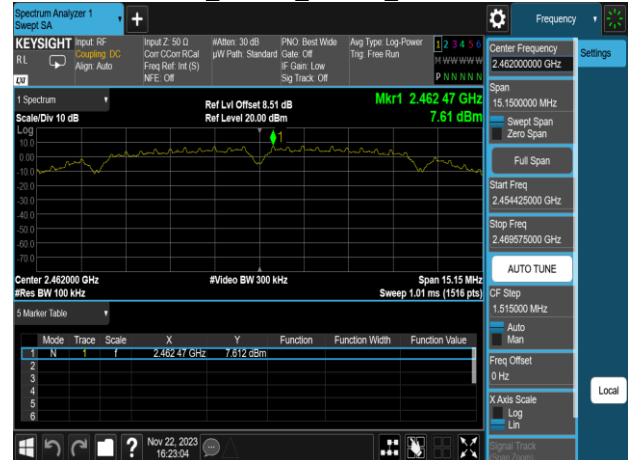 Spectrum Analyzer 1
Swept SA
+
Frequency
KEYSIGHT
RL
Input: RF
Coupling: DC
Align: Auto
Input Z: 50 Ω
Corr CCorr RCal
Freq Ref: Int (S)
NFE: Off
#Atten: 30 dB
µW Path: Standard
PNO: Best Wide
Gate: Off
IF Gain: Low
Sig Track: Off
Avg Type: Log-Power
Trig: Free Run
1 2 3 4 5 6
M W W W W W
P N N N N N
LXI
1 Spectrum
Scale/Div 10 dB
Ref Lvl Offset 8.51 dB
Ref Level 20.00 dBm
Mkr1 2.462 47 GHz
7.61 dBm
Log
10.0
0.00
-10.0
-20.0
-30.0
-40.0
-50.0
-60.0
-70.0
1
Center 2.462000 GHz
#Res BW 100 kHz
#Video BW 300 kHz
Span 15.15 MHz
Sweep 1.01 ms (1516 pts)
5 Marker Table
Mode Trace Scale X Y Function Function Width Function Value
1 N 1 f 2.462 47 GHz 7.612 dBm
2
3
4
5
6
Nov 22, 2023
16:23:04
?
Center Frequency
2.462000000 GHz
Settings
Span
15.1500000 MHz
Swept Span
Zero Span
Full Span
Start Freq
2.454425000 GHz
Stop Freq
2.469575000 GHz
AUTO TUNE
CF Step
1.515000 MHz
Auto
Man
Freq Offset
0 Hz
X Axis Scale
Log
Lin
Local
Signal Track
(Span Zoom)